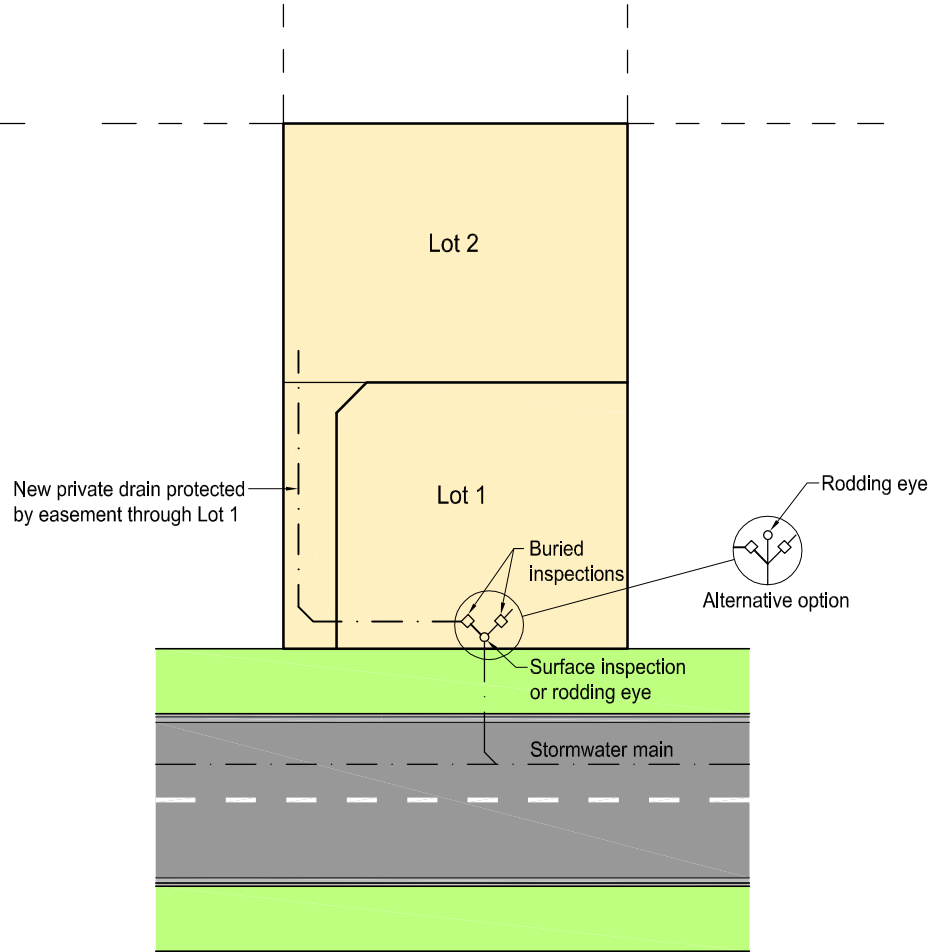 Lot 2
New private drain protected
by easement through Lot 1
Lot 1
Rodding eye
Buried
inspections
Alternative option
Surface inspection
or rodding eye
Stormwater main